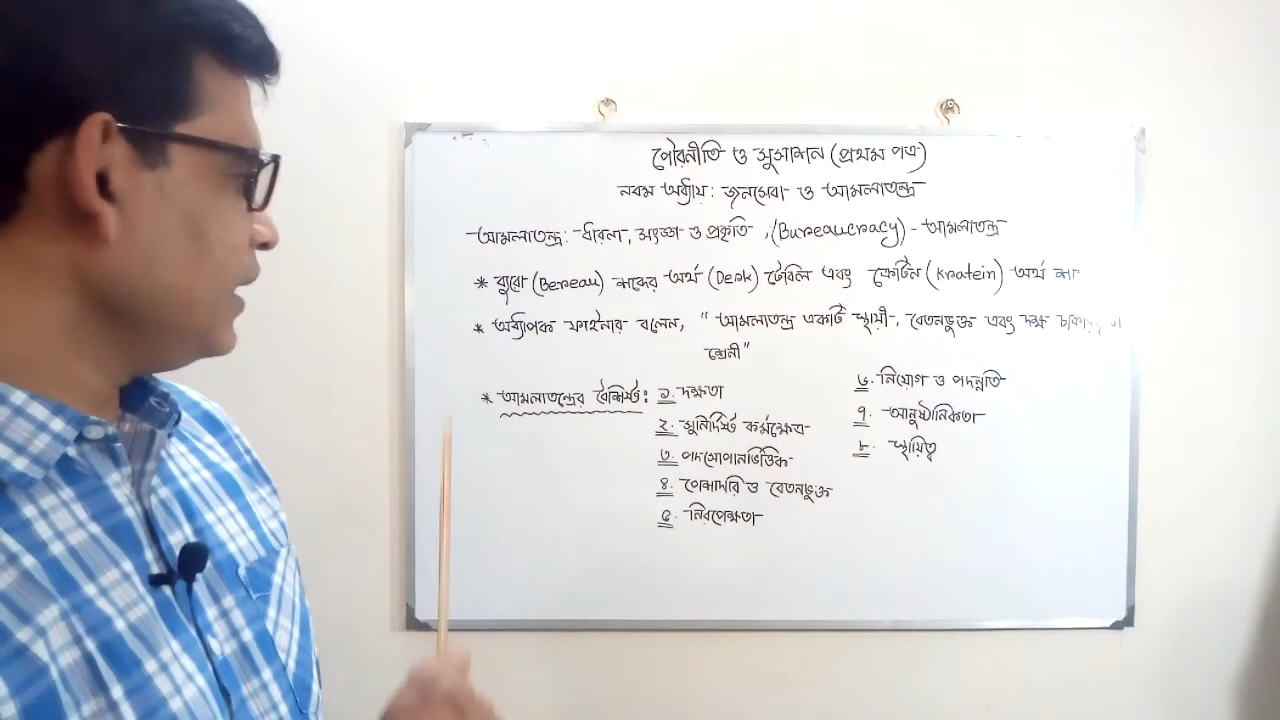 পৌরনীতি ও সুশাসন (প্রথম পত্র)
নবম অধ্যায়: জনসেবা ও আমলাতন্ত্র
আমলাতন্ত্র: ধারণা, সংজ্ঞা ও প্রকৃতি, (Bureaucracy) - আমলাতন্ত্র
* ব্যুরো (Bereau) শব্দের অর্থ (Desk) টেবিল এবং ক্রেটিন (Kratein) অর্থ
* অধ্যাপক ফাইনার বলেন, "আমলাতন্ত্র একটি স্থায়ী, বেতনভুক্ত এবং দক্ষ
শ্রেনী"
* আমলাতন্ত্রের বৈশিষ্ট: ১. দক্ষতা
২. সুনির্দিষ্ট কর্মক্ষেত্র
৩. পদসোপানভিত্তিক
৪. পেশাদারি ও বেতনভুক্ত
৫. নিরপেক্ষতা
৬. নিয়োগ ও পদন্নতি
৭. আনুষ্ঠানিকতা
৮. স্থায়িত্ব